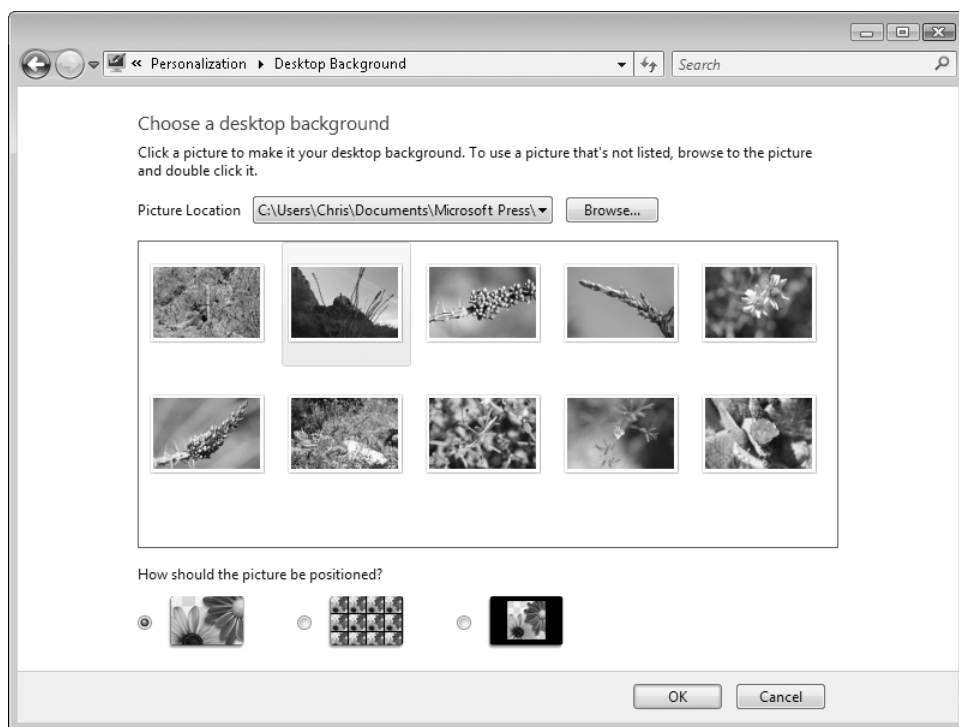 « Personalization ▸ Desktop Background Search
Choose a desktop background
Click a picture to make it your desktop background. To use a picture that's not listed, browse to the picture
and double click it.
Picture Location C:\Users\Chris\Documents\Microsoft Press\ Browse...
How should the picture be positioned?
OK Cancel